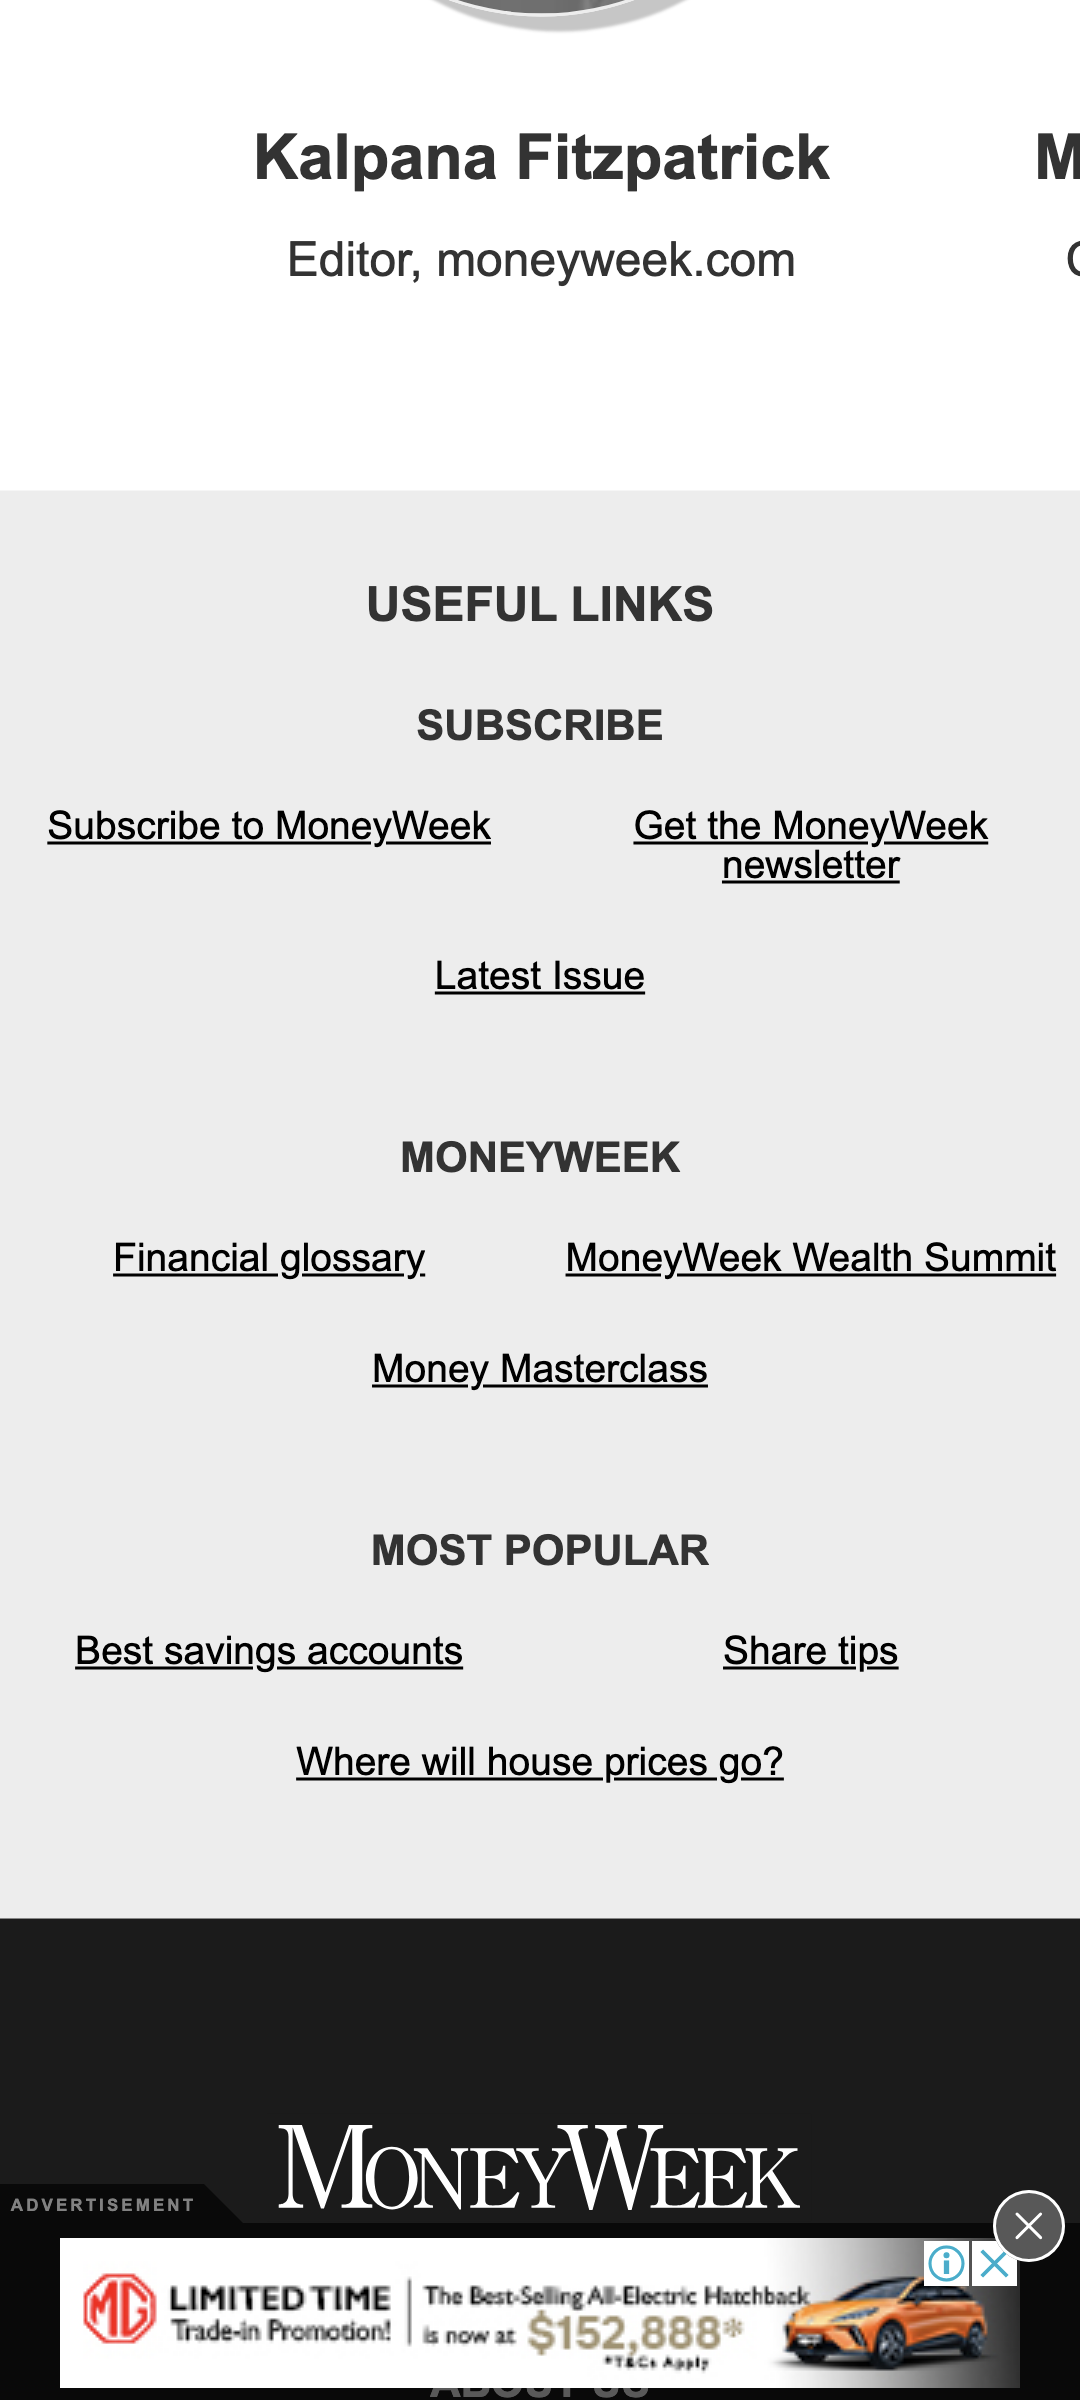 Kalpana Fitzpatrick
Editor, moneyweek.com
USEFUL LINKS
SUBSCRIBE
Subscribe to MoneyWeek
Get the MoneyWeek
newsletter
Latest Issue
MONEYWEEK
Financial glossary
MoneyWeek Wealth Summit
Money Masterclass
MOST POPULAR
Best savings accounts
Share tips
Where will house prices go?
MONEYWEEK
ADVERTISEMENT
MG
LIMITED TIME
Trade-in Promotion!
The Best-Selling All-Electric Hatchback
is now at $152,888*
*T&Cs Apply
ABOUT US